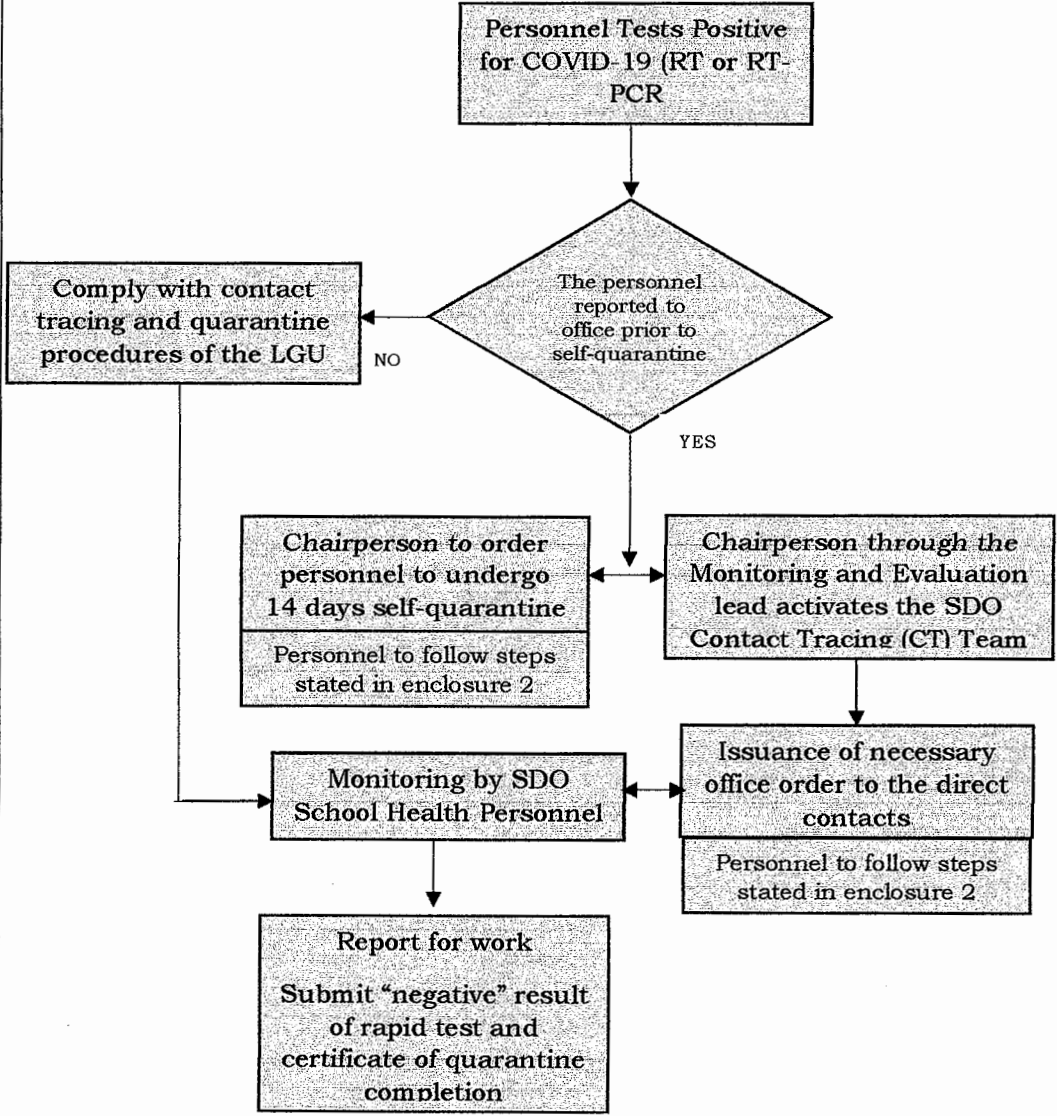 Personnel Tests Positive
for COVID-19 (RT or RT-
PCR
The personnel
reported to
office prior to
self-quarantine
Comply with contact
tracing and quarantine
procedures of the LGU
NO
YES
Chairperson to order
personnel to undergo
14 days self-quarantine
Personnel to follow steps
stated in enclosure 2
Chairperson through the
Monitoring and Evaluation
lead activates the SDO
Contact Tracing (CT) Team
Issuance of necessary
office order to the direct
contacts
Personnel to follow steps
stated in enclosure 2
Monitoring by SDO
School Health Personnel
Report for work
Submit “negative” result
of rapid test and
certificate of quarantine
completion